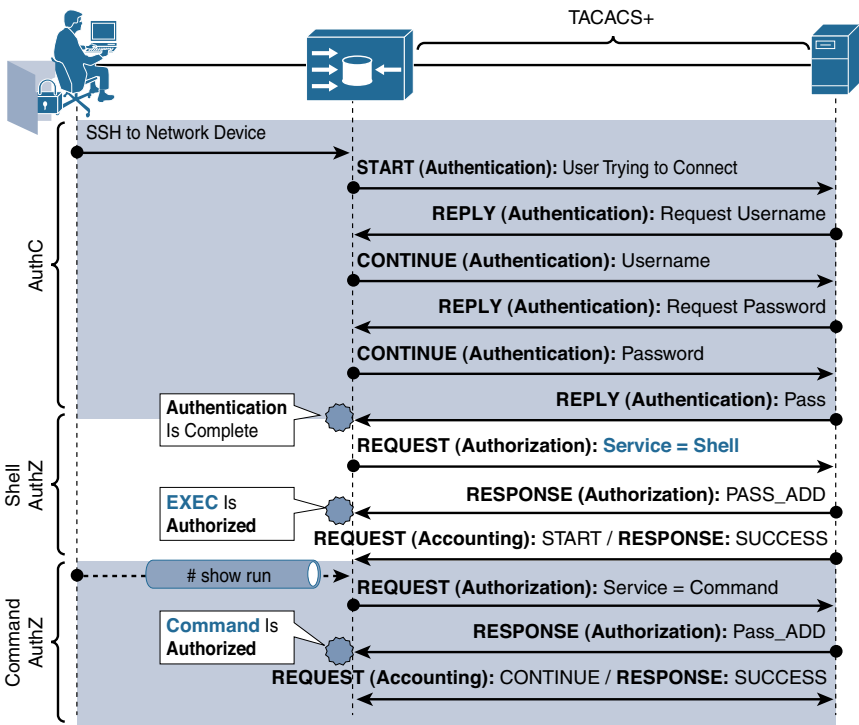 TACACS+
SSH to Network Device
START (Authentication): User Trying to Connect
REPLY (Authentication): Request Username
CONTINUE (Authentication): Username
REPLY (Authentication): Request Password
CONTINUE (Authentication): Password
REPLY (Authentication): Pass
AuthC
Authentication
Is Complete
REQUEST (Authorization): Service = Shell
RESPONSE (Authorization): PASS_ADD
EXEC Is
Authorized
REQUEST (Accounting): START / RESPONSE: SUCCESS
Shell
AuthZ
# show run
REQUEST (Authorization): Service = Command
RESPONSE (Authorization): Pass_ADD
Command Is
Authorized
REQUEST (Accounting): CONTINUE / RESPONSE: SUCCESS
Command
AuthZ